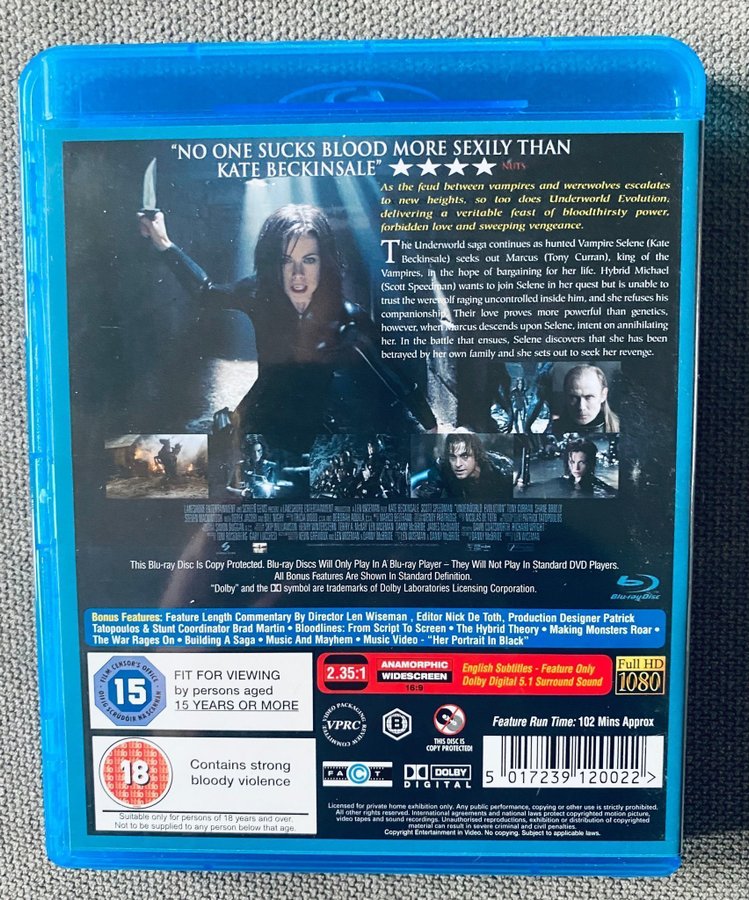 "NO ONE SUCKS BLOOD MORE SEXILY THAN
KATE BECKINSALE" ★★★★ NUTS
As the feud between vampires and werewolves escalates
to new heights, so too does Underworld Evolution,
delivering a veritable feast of bloodthirsty power,
forbidden love and sweeping vengeance.
The Underworld saga continues as hunted Vampire Selene (Kate
Beckinsale) seeks out Marcus (Tony Curran), king of the
Vampires, in the hope of bargaining for her life. Hybrid Michael
(Scott Speedman) wants to join Selene in her quest but is unable to
trust the werewolf raging uncontrolled inside him, and she refuses his
companionship. Their love proves more powerful than genetics,
however, when Marcus descends upon Selene, intent on annihilating
her. In the battle that ensues, Selene discovers that she has been
betrayed by her own family and she sets out to seek her revenge.
This Blu-ray Disc Is Copy Protected. Blu-ray Discs Will Only Play In A Blu-ray Player – They Will Not Play In Standard DVD Players.
All Bonus Features Are Shown In Standard Definition.
"Dolby" and the DD symbol are trademarks of Dolby Laboratories Licensing Corporation.
Blu-ray Disc
Bonus Features: Feature Length Commentary By Director Len Wiseman , Editor Nick De Toth, Production Designer Patrick
Tatopoulos & Stunt Coordinator Brad Martin • Bloodlines: From Script To Screen • The Hybrid Theory • Making Monsters Roar •
The War Rages On • Building A Saga • Music And Mayhem • Music Video - "Her Portrait In Black"
FILM CENSOR'S OFFICE
15
OIFIG SCRÚDÓIR NA SCANNÁN
FIT FOR VIEWING
by persons aged
15 YEARS OR MORE
18
Contains strong
bloody violence
Suitable only for persons of 18 years and over.
Not to be supplied to any person below that age.
2.35:1
ANAMORPHIC
WIDESCREEN
16:9
English Subtitles - Feature Only
Dolby Digital 5.1 Surround Sound
Full HD
1080
VIDEO PACKAGING REVIEW COMMITTEE
VPRC
B
THIS DISC IS
COPY PROTECTED!
Feature Run Time: 102 Mins Approx
FACT
DOLBY
DIGITAL
5 017239 120022 >
Licensed for private home exhibition only. Any public performance, copying or other use is strictly prohibited.
All other rights reserved. International agreements and national laws protect copyrighted motion picture,
video tapes and sound recordings. Unauthorised reproductions, exhibition or distribution of copyrighted
material can result in severe criminal and civil penalties.
Copyright Entertainment in Video. No copying. Subject to applicable laws.